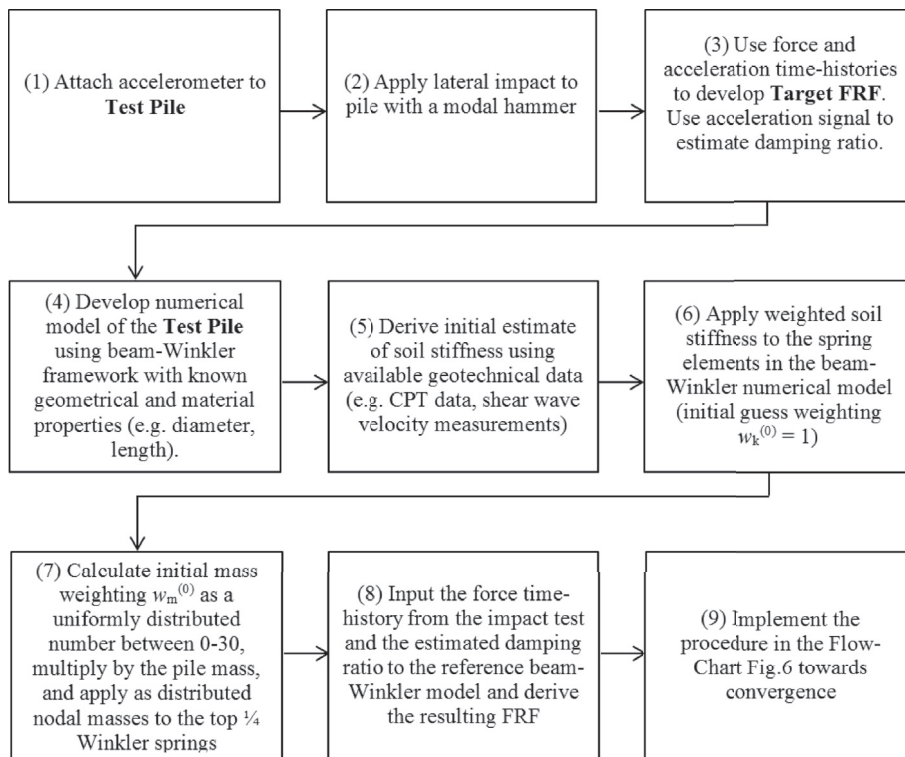 (1) Attach accelerometer to
Test Pile
(2) Apply lateral impact to
pile with a modal hammer
(3) Use force and
acceleration time-histories
to develop Target FRF.
Use acceleration signal to
estimate damping ratio.
(4) Develop numerical
model of the Test Pile
using beam-Winkler
framework with known
geometrical and material
properties (e.g. diameter,
length).
(5) Derive initial estimate
of soil stiffness using
available geotechnical data
(e.g. CPT data, shear wave
velocity measurements)
(6) Apply weighted soil
stiffness to the spring
elements in the beam-
Winkler numerical model
(initial guess weighting
wₖ⁽⁰⁾ = 1)
(7) Calculate initial mass
weighting wₘ⁽⁰⁾ as a
uniformly distributed
number between 0-30,
multiply by the pile mass,
and apply as distributed
nodal masses to the top ¼
Winkler springs
(8) Input the force time-
history from the impact test
and the estimated damping
ratio to the reference beam-
Winkler model and derive
the resulting FRF
(9) Implement the
procedure in the Flow-
Chart Fig.6 towards
convergence